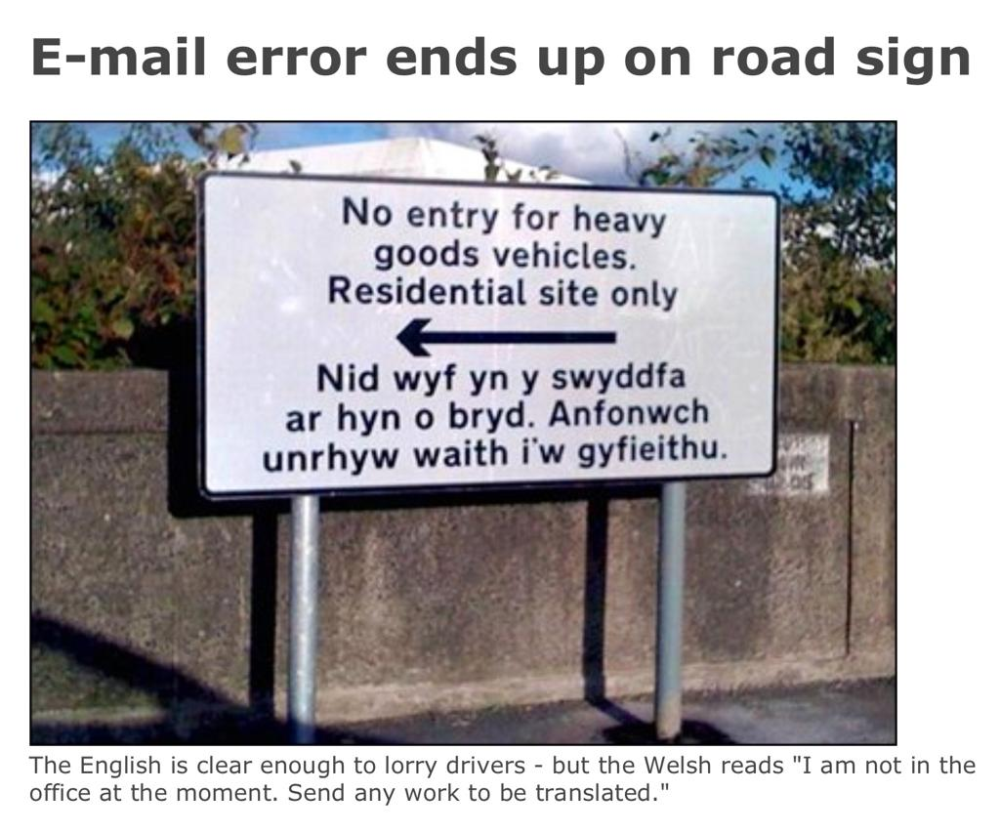 E-mail error ends up on road sign
No entry for heavy
goods vehicles.
Residential site only
Nid wyf yn y swyddfa
ar hyn o bryd. Anfonwch
unrhyw waith i'w gyfieithu.
The English is clear enough to lorry drivers - but the Welsh reads "I am not in the
office at the moment. Send any work to be translated."